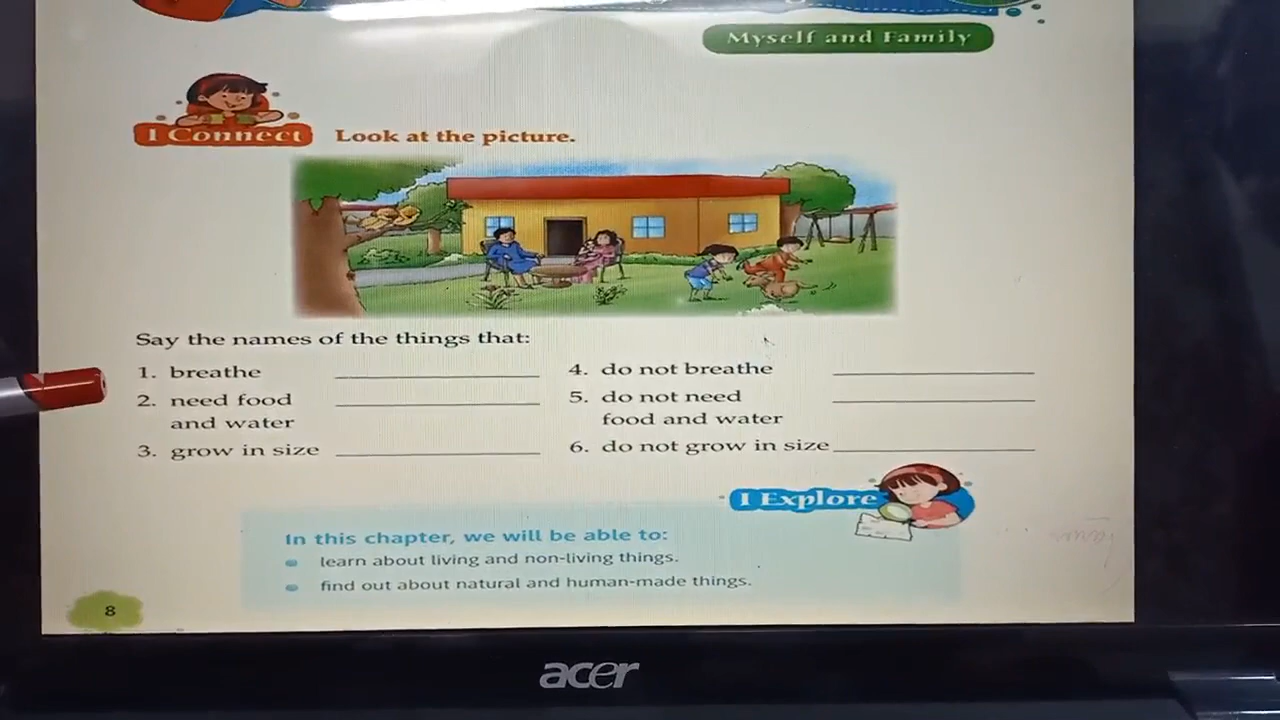 Myself and Family
I Connect Look at the picture.
Say the names of the things that:
1. breathe
2. need food
and water
3. grow in size
4. do not breathe
5. do not need
food and water
6. do not grow in size
I Explore
In this chapter, we will be able to:
learn about living and non-living things.
find out about natural and human-made things.
8
acer